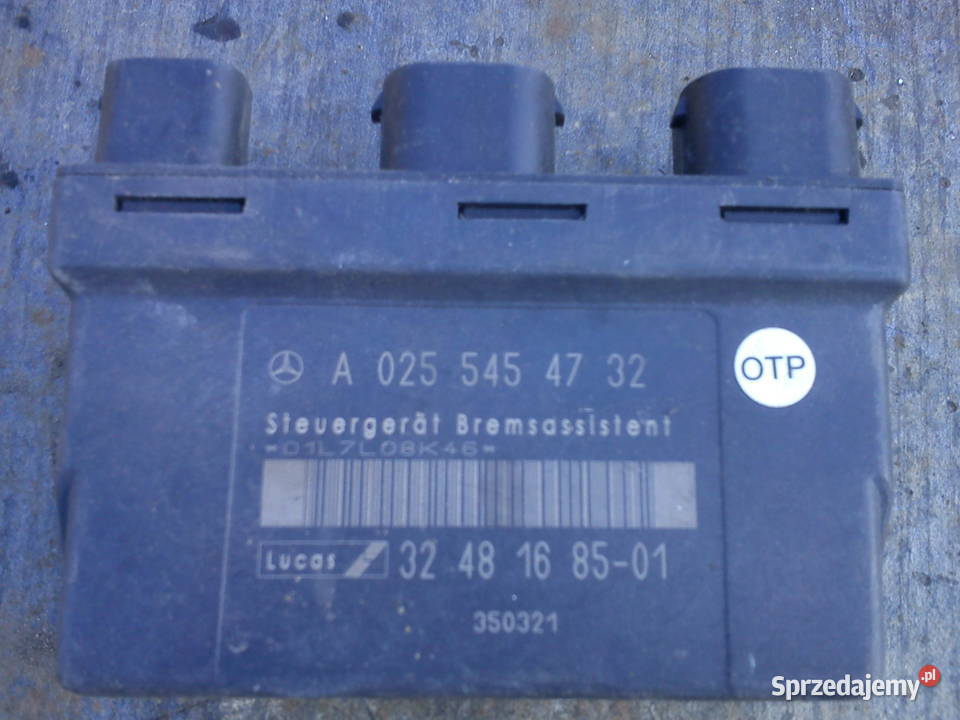 A 025 545 47 32
OTP
Steuergerät Bremsassistent
*D1L7L08K46*
Lucas 32 48 16 85-01
350321
Sprzedajemy.pl